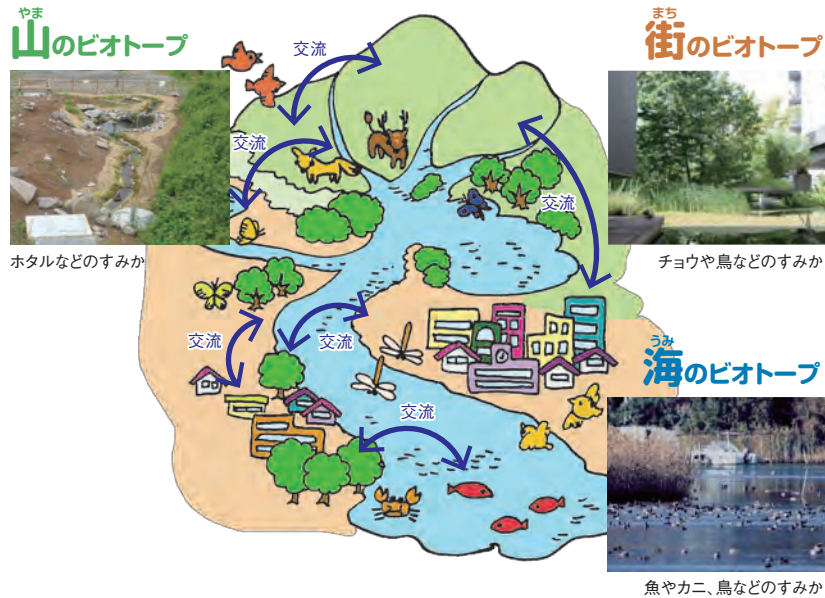 やま
山のビオトープ
ホタルなどのすみか
まち
街のビオトープ
チョウや鳥などのすみか
うみ
海のビオトープ
魚やカニ、鳥などのすみか
交流
交流
交流
交流
交流
交流